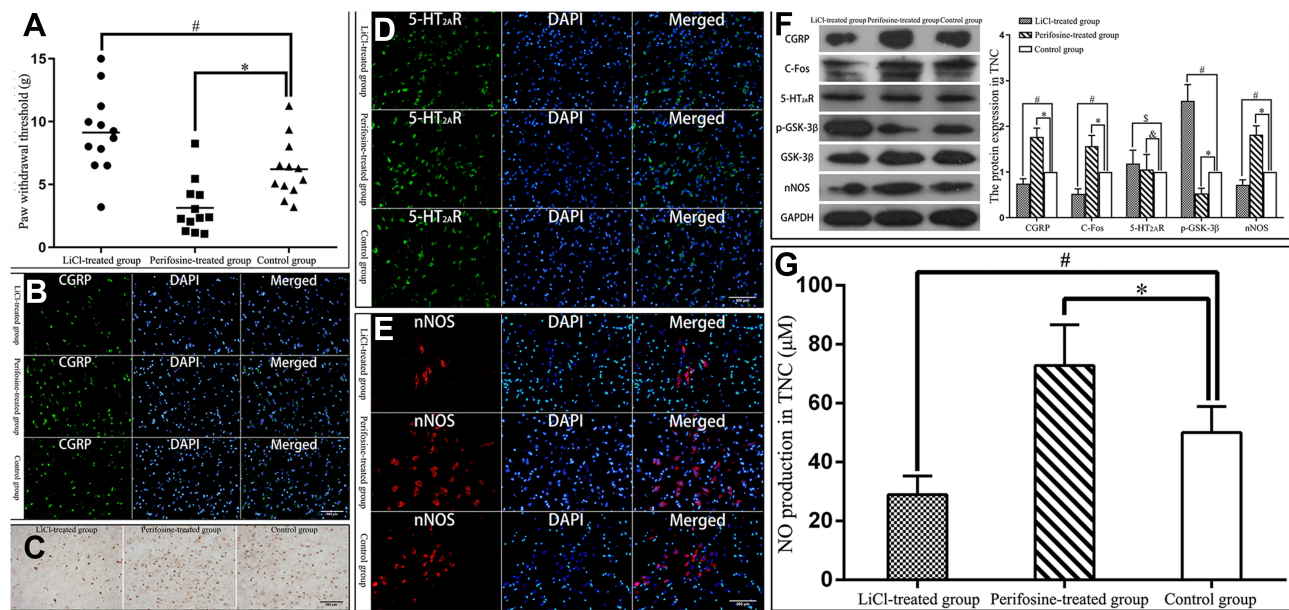 A
#
*
Paw withdrawal threshold (g)
15
10
5
0
LiCl-treated group Perifosine-treated group Control group
B
CGRP DAPI Merged
LiCl-treated group
CGRP DAPI Merged
Perifosine-treated group
CGRP DAPI Merged
Control group
C
LiCl-treated group Perifosine-treated group Control group
D
5-HT2AR DAPI Merged
LiCl-treated group
5-HT2AR DAPI Merged
Perifosine-treated group
5-HT2AR DAPI Merged
Control group
E
nNOS DAPI Merged
LiCl-treated group
nNOS DAPI Merged
Perifosine-treated group
nNOS DAPI Merged
Control group
F
LiCl-treated group Perifosine-treated group Control group
CGRP
C-Fos
5-HT2AR
p-GSK-3β
GSK-3β
nNOS
GAPDH
LiCl-treated group
Perifosine-treated group
Control group
The protein expression in TNC
4
3
2
1
0
# * # * $ & # * # *
CGRP C-Fos 5-HT2AR p-GSK-3β nNOS
G
#
*
NO production in TNC (μM)
100
80
60
40
20
0
LiCl-treated group Perifosine-treated group Control group